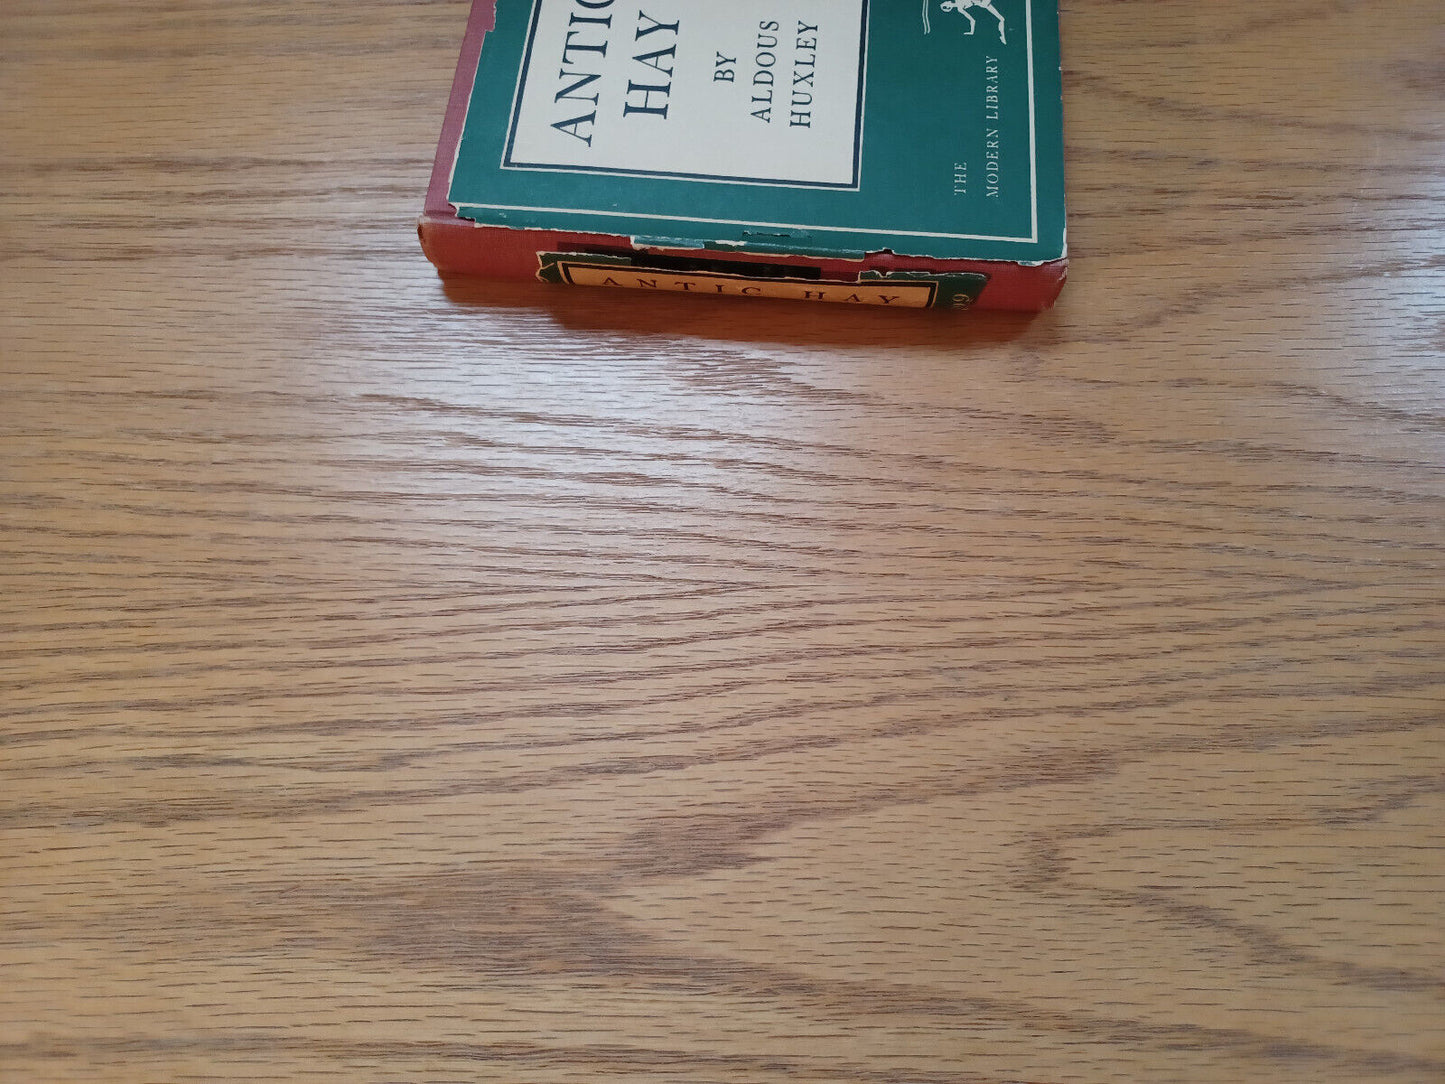 ANTIC
HAY
BY
ALDOUS
HUXLEY
THE
MODERN LIBRARY
ANTIC HAY